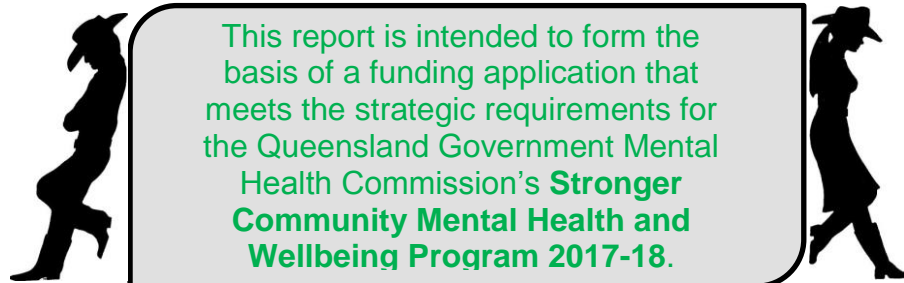 This report is intended to form the
basis of a funding application that
meets the strategic requirements for
the Queensland Government Mental
Health Commission’s Stronger
Community Mental Health and
Wellbeing Program 2017-18.